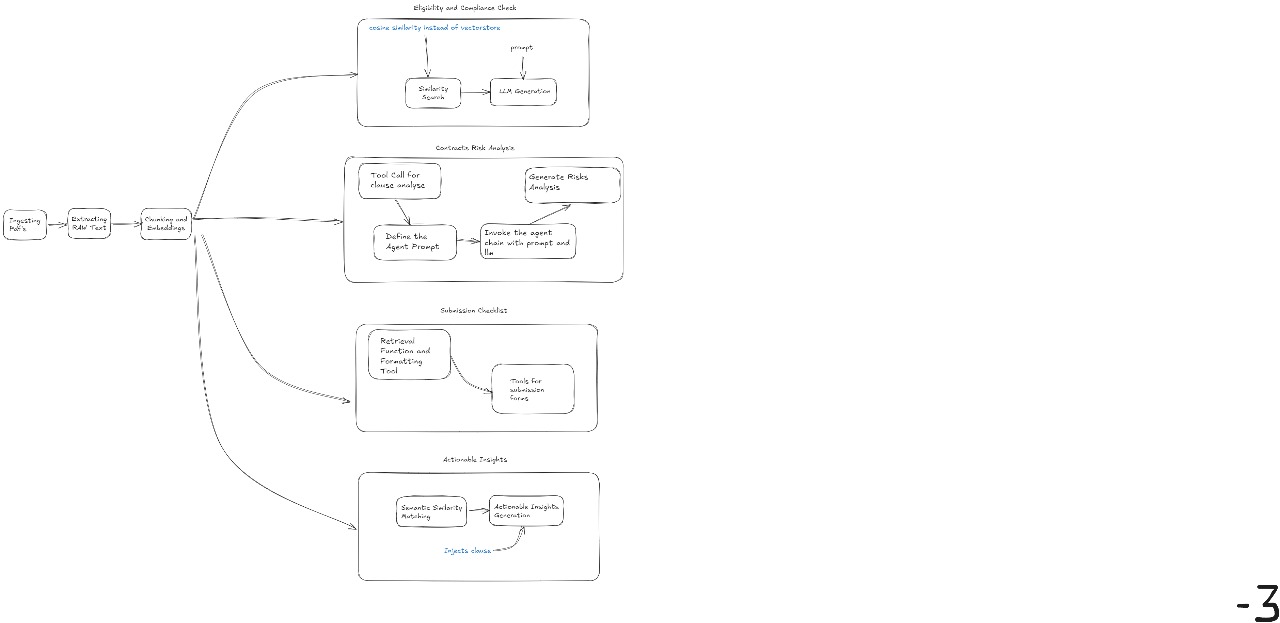 Eligibility and Compliance Check
cosine similarity instead of vectorstore
prompt
Similarity
Search
LLM Generation
Contracts Risk Analysis
Tool Call for
clause analyse
Generate Risks
Analysis
Define the
Agent Prompt
Invoke the agent
chain with prompt and
llm
Ingesting
Extracting
RAW Text
Chunking and
Embeddings
Submission Checklist
Retrieval
Function and
Formatting
Tool
Tools for
submission
forms
Actionable Insights
Semantic Similarity
Matching
Actionable Insights
Generation
Injects clause
-3